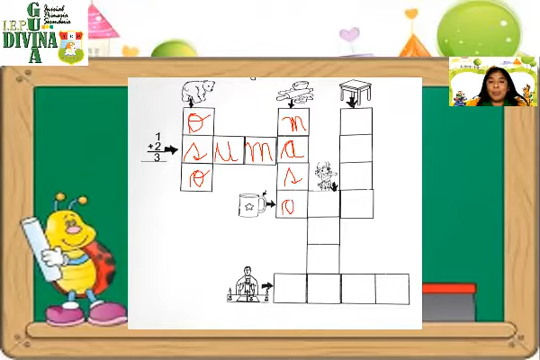 GUIA
Inicial
Primaria
Secundaria
I.E.P
DIVINA
1
+2
3
o m
s u m a
o s
o